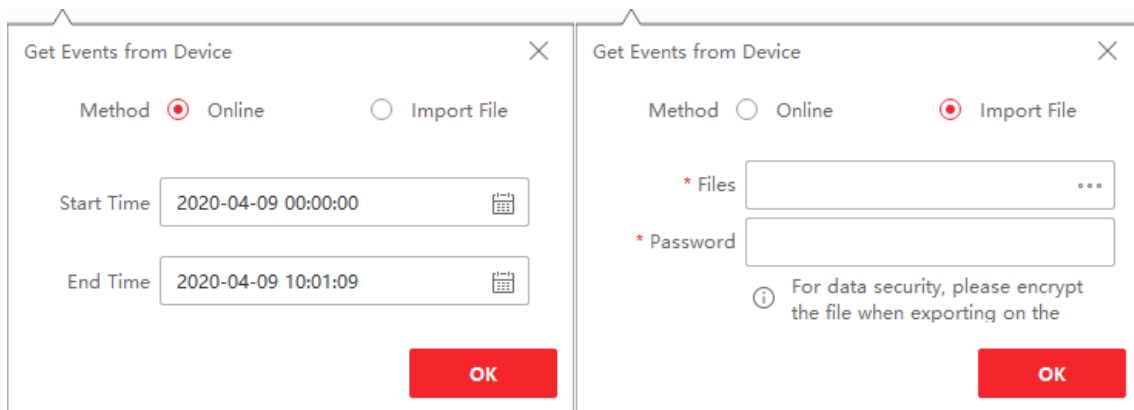 Get Events from Device
Method Online Import File
Start Time 2020-04-09 00:00:00
End Time 2020-04-09 10:01:09
OK
Get Events from Device
Method Online Import File
* Files
* Password
For data security, please encrypt
the file when exporting on the
OK